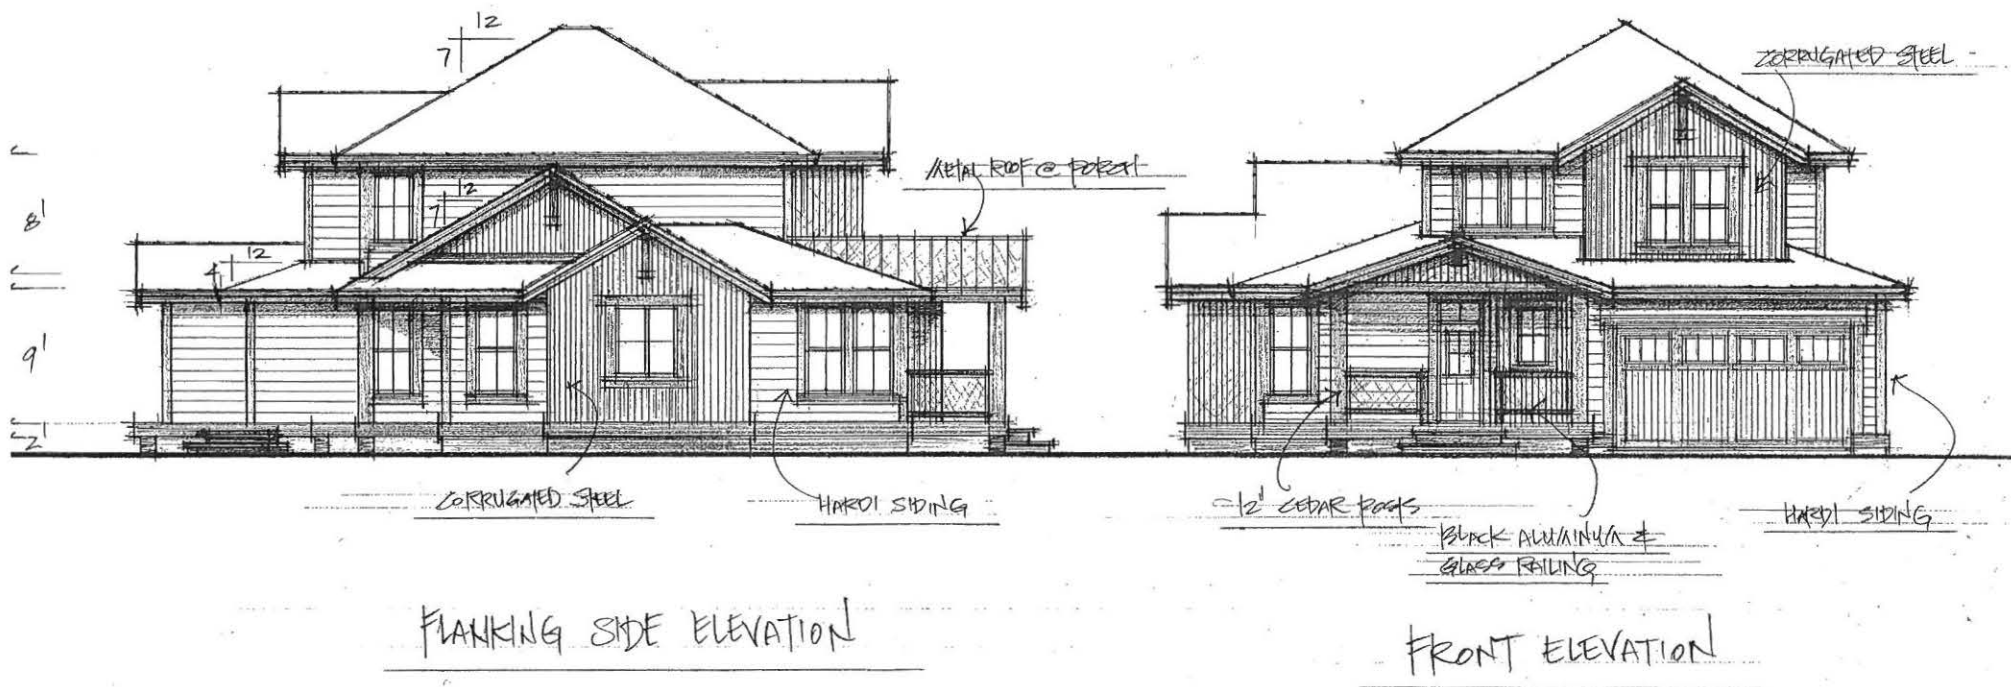 12
7
CORRUGATED STEEL
METAL ROOF @ PORCH
12
7
8'
12
4
9'
2'
CORRUGATED STEEL
HARDI SIDING
12" CEDAR POSTS
HARDI SIDING
BLACK ALUMINUM &
GLASS RAILING
FLANKING SIDE ELEVATION
FRONT ELEVATION